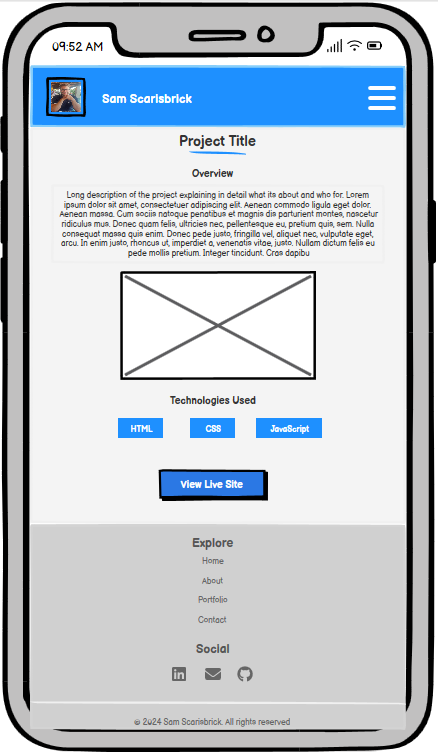 09:52 AM
Sam Scarisbrick
Project Title
Overview
Long description of the project explaining in detail what its about and who for. Lorem
ipsum dolor sit amet, consectetuer adipiscing elit. Aenean commodo ligula eget dolor.
Aenean massa. Cum sociis natoque penatibus et magnis dis parturient montes, nascetur
ridiculus mus. Donec quam felis, ultricies nec, pellentesque eu, pretium quis, sem. Nulla
consequat massa quis enim. Donec pede justo, fringilla vel, aliquet nec, vulputate eget,
arcu. In enim justo, rhoncus ut, imperdiet a, venenatis vitae, justo. Nullam dictum felis eu
pede mollis pretium. Integer tincidunt. Cras dapibu
Technologies Used
HTML CSS JavaScript
View Live Site
Explore
Home
About
Portfolio
Contact
Social
© 2024 Sam Scarisbrick. All rights reserved